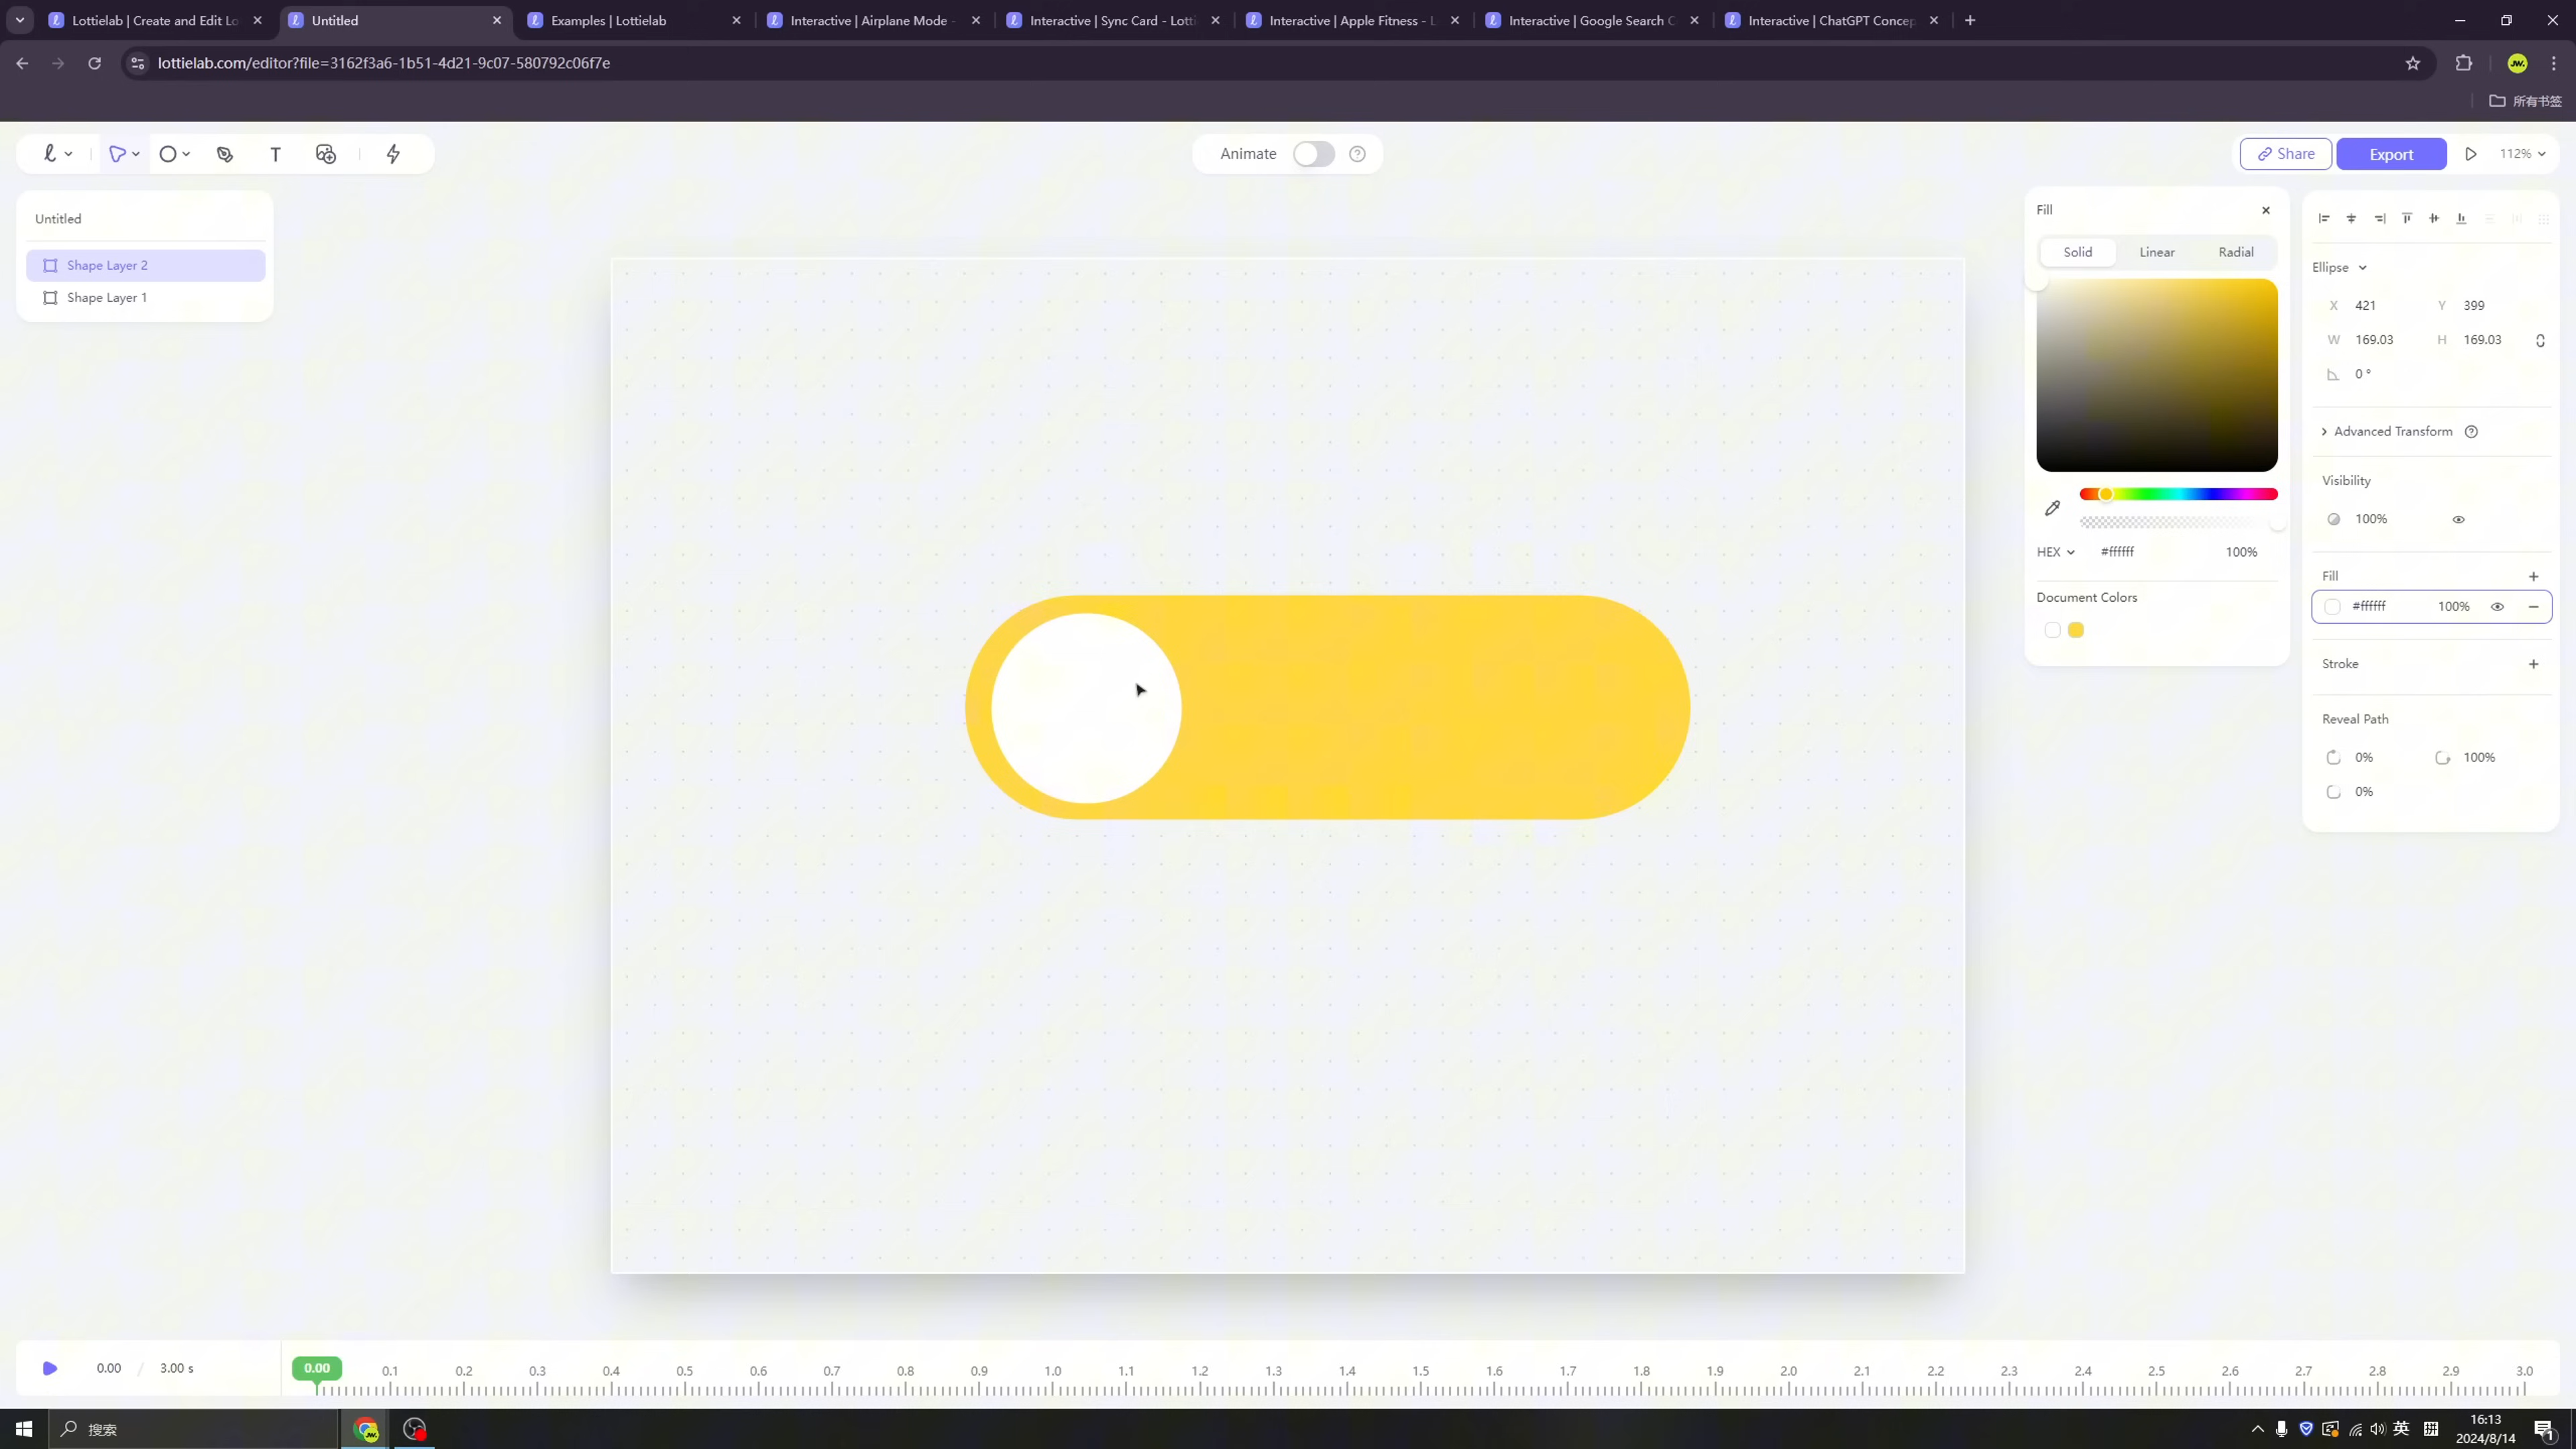 Lottielab | Create and Edit Lo
Untitled
Examples | Lottielab
Interactive | Airplane Mode -
Interactive | Sync Card - Lotti
Interactive | Apple Fitness - L
Interactive | Google Search C
Interactive | ChatGPT Concep
lottielab.com/editor?file=3162f3a6-1b51-4d21-9c07-580792c06f7e
JW.
所有书签
T
Animate
Share
Export
112%
Untitled
Shape Layer 2
Shape Layer 1
Fill
Solid
Linear
Radial
HEX
#ffffff
100%
Document Colors
Ellipse
X 421 Y 399
W 169.03 H 169.03
0 °
Advanced Transform
Visibility
100%
Fill
#ffffff 100%
Stroke
Reveal Path
0% 100%
0%
0.00 / 3.00 s
0.00 0.1 0.2 0.3 0.4 0.5 0.6 0.7 0.8 0.9 1.0 1.1 1.2 1.3 1.4 1.5 1.6 1.7 1.8 1.9 2.0 2.1 2.2 2.3 2.4 2.5 2.6 2.7 2.8 2.9 3.0
搜索
英
拼
16:13
2024/8/14
1